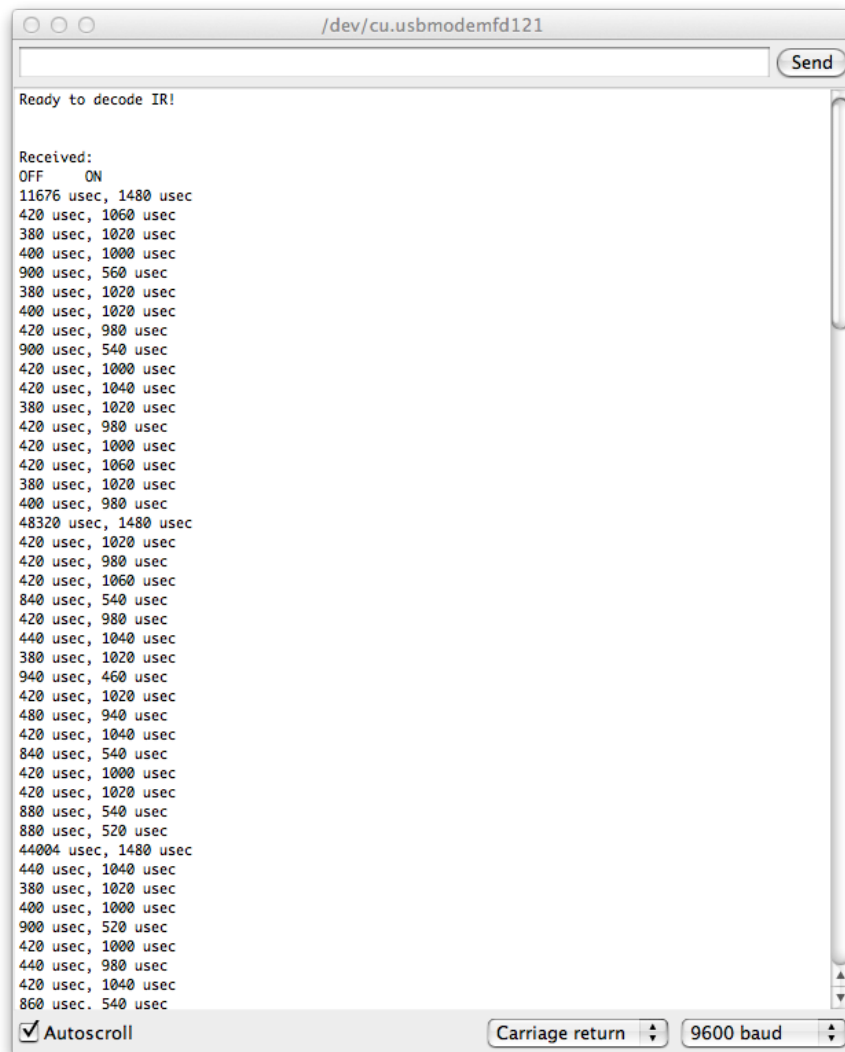 /dev/cu.usbmodemfd121
Send
Ready to decode IR!
Received:
OFF ON
11676 usec, 1480 usec
420 usec, 1060 usec
380 usec, 1020 usec
400 usec, 1000 usec
900 usec, 560 usec
380 usec, 1020 usec
400 usec, 1020 usec
420 usec, 980 usec
900 usec, 540 usec
420 usec, 1000 usec
420 usec, 1040 usec
380 usec, 1020 usec
420 usec, 980 usec
420 usec, 1000 usec
420 usec, 1060 usec
380 usec, 1020 usec
400 usec, 980 usec
48320 usec, 1480 usec
420 usec, 1020 usec
420 usec, 980 usec
420 usec, 1060 usec
840 usec, 540 usec
420 usec, 980 usec
440 usec, 1040 usec
380 usec, 1020 usec
940 usec, 460 usec
420 usec, 1020 usec
480 usec, 940 usec
420 usec, 1040 usec
840 usec, 540 usec
420 usec, 1000 usec
420 usec, 1020 usec
880 usec, 540 usec
880 usec, 520 usec
44004 usec, 1480 usec
440 usec, 1040 usec
380 usec, 1020 usec
400 usec, 1000 usec
900 usec, 520 usec
420 usec, 1000 usec
440 usec, 980 usec
420 usec, 1040 usec
860 usec, 540 usec
Autoscroll
Carriage return
9600 baud